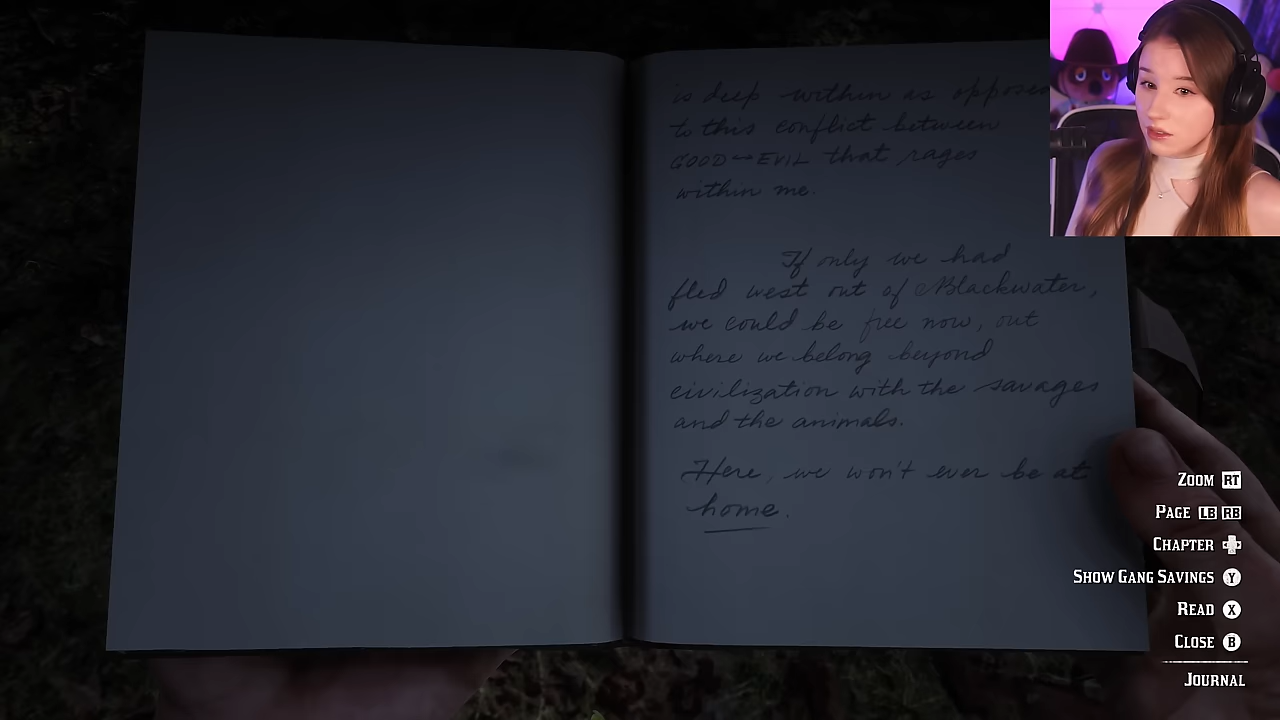 is deep within as opposed
to this conflict between
GOOD and EVIL that rages
within me.
If only we had
fled west out of Blackwater,
we could be free now, out
where we belong beyond
civilization with the savages
and the animals.
Here, we won't ever be at
home.
ZOOM RT
PAGE LB RB
CHAPTER
SHOW GANG SAVINGS Y
READ X
CLOSE B
JOURNAL